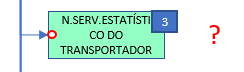 N.SERV.ESTATÍSTI
CO DO
TRANSPORTADOR
3
?